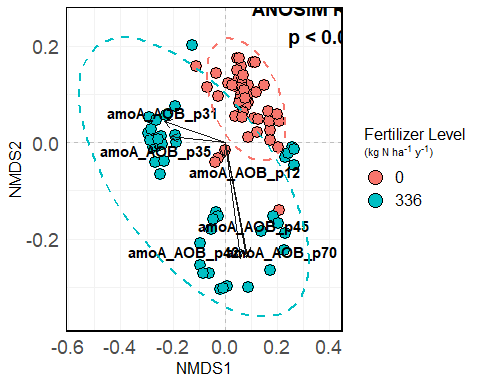 ANOSIM R
p < 0.0
0.2
0.0
-0.2
NMDS2
amoA_AOB_p31
amoA_AOB_p35
amoA_AOB_p12
amoA_AOB_p45
amoA_AOB_p70
-0.6 -0.4 -0.2 0.0 0.2 0.4
NMDS1
Fertilizer Level
(kg N ha⁻¹ y⁻¹)
0
336